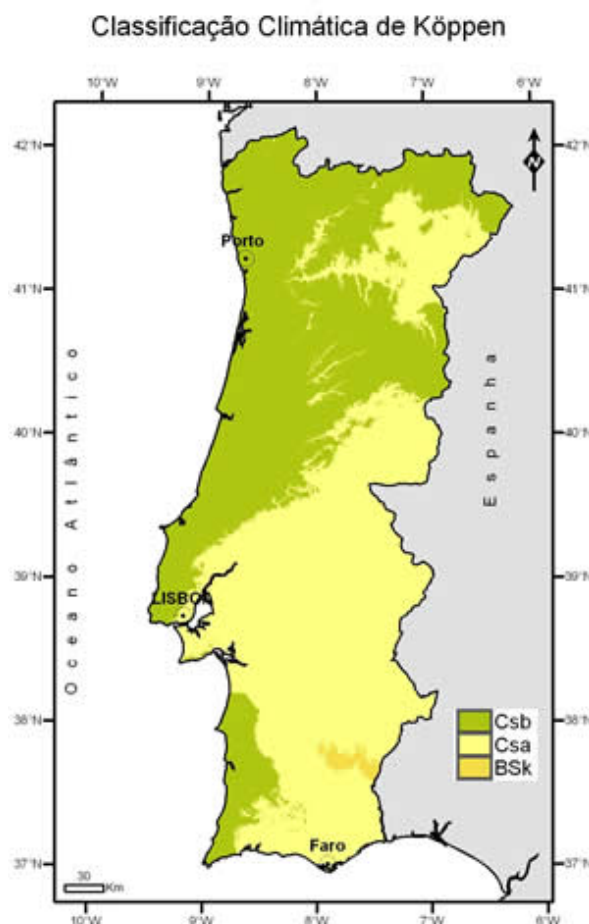 Classificação Climática de Köppen
10°W 9°W 8°W 7°W 6°W
42°N 42°N
N
Porto
41°N 41°N
Oceano Atlântico
Espanha
40°N 40°N
39°N 39°N
LISBOA
38°N 38°N
Csb
Csa
BSk
Faro
37°N 37°N
30
Km
10°W 9°W 8°W 7°W 6°W